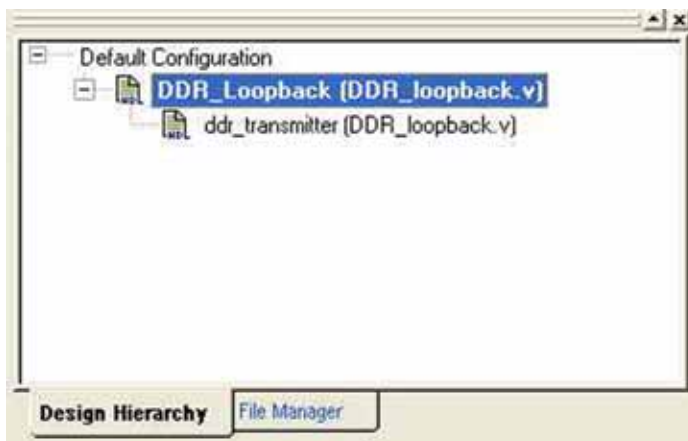 Default Configuration
DDR_Loopback (DDR_loopback.v)
ddr_transmitter (DDR_loopback.v)
Design Hierarchy
File Manager